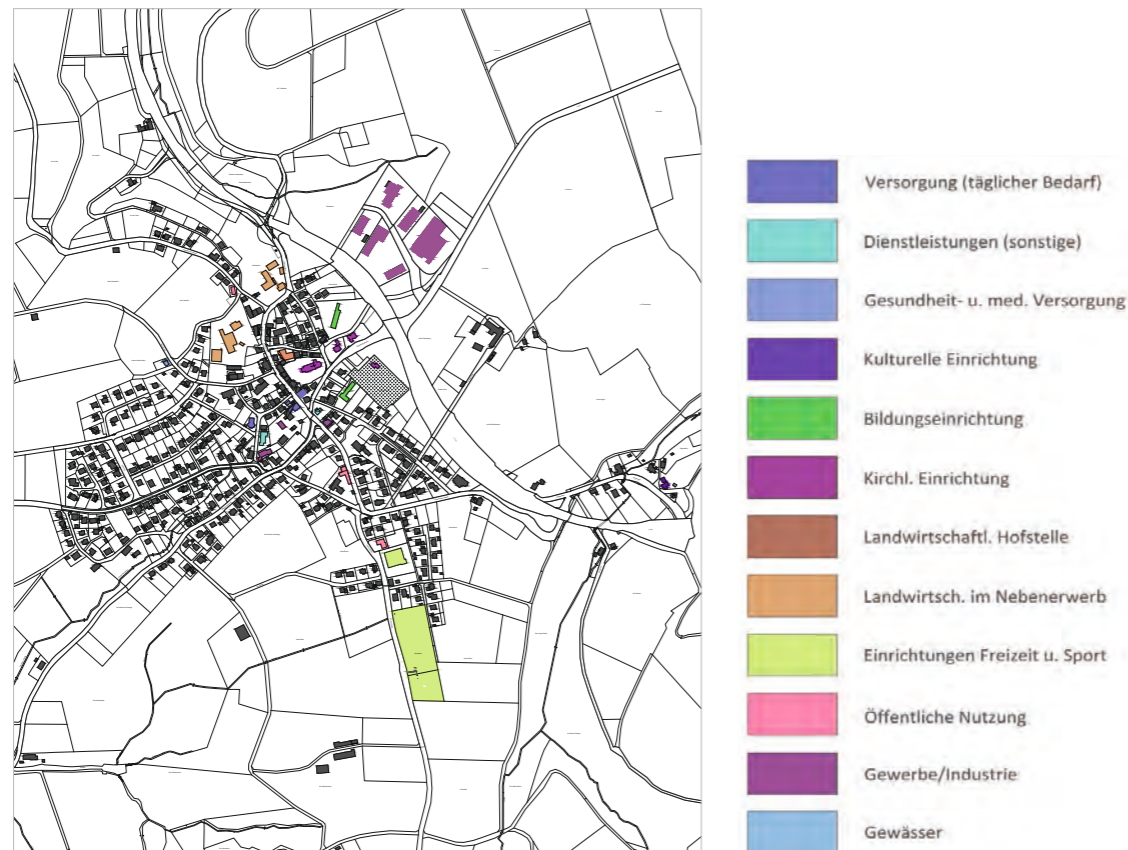 Versorgung (täglicher Bedarf)
Dienstleistungen (sonstige)
Gesundheit- u. med. Versorgung
Kulturelle Einrichtung
Bildungseinrichtung
Kirchl. Einrichtung
Landwirtschaftl. Hofstelle
Landwirtsch. im Nebenerwerb
Einrichtungen Freizeit u. Sport
Öffentliche Nutzung
Gewerbe/Industrie
Gewässer